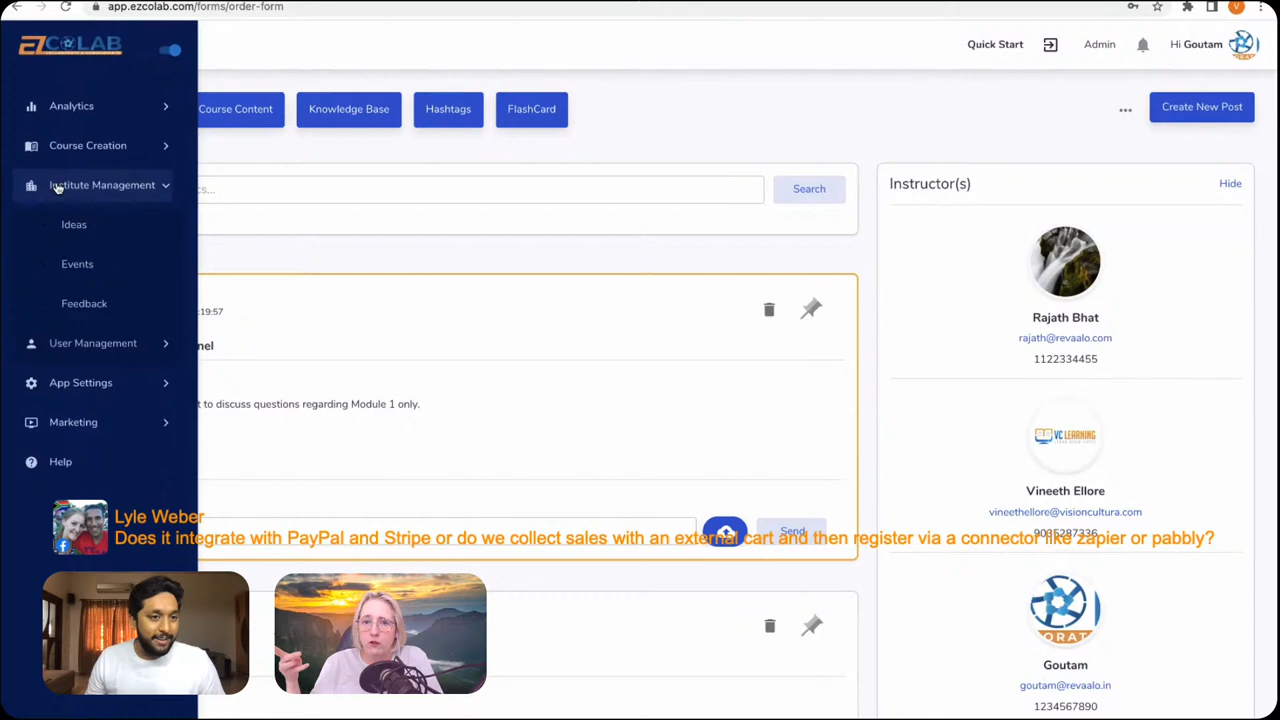 app.ezcolab.com/forms/order-form
EZCOLAB
Quick Start
Admin
Hi Goutam
Analytics
Course Creation
Institute Management
Ideas
Events
Feedback
User Management
App Settings
Marketing
Help
Course Content
Knowledge Base
Hashtags
FlashCard
Create New Post
cs...
Search
:19:57
nel
t to discuss questions regarding Module 1 only.
Send
Instructor(s)
Hide
Rajath Bhat
rajath@revaalo.com
1122334455
VC LEARNING
Vineeth Ellore
vineethellore@visioncultura.com
9035287336
ORAT
Goutam
goutam@revaalo.in
1234567890
Lyle Weber
Does it integrate with PayPal and Stripe or do we collect sales with an external cart and then register via a connector like zapier or pabbly?